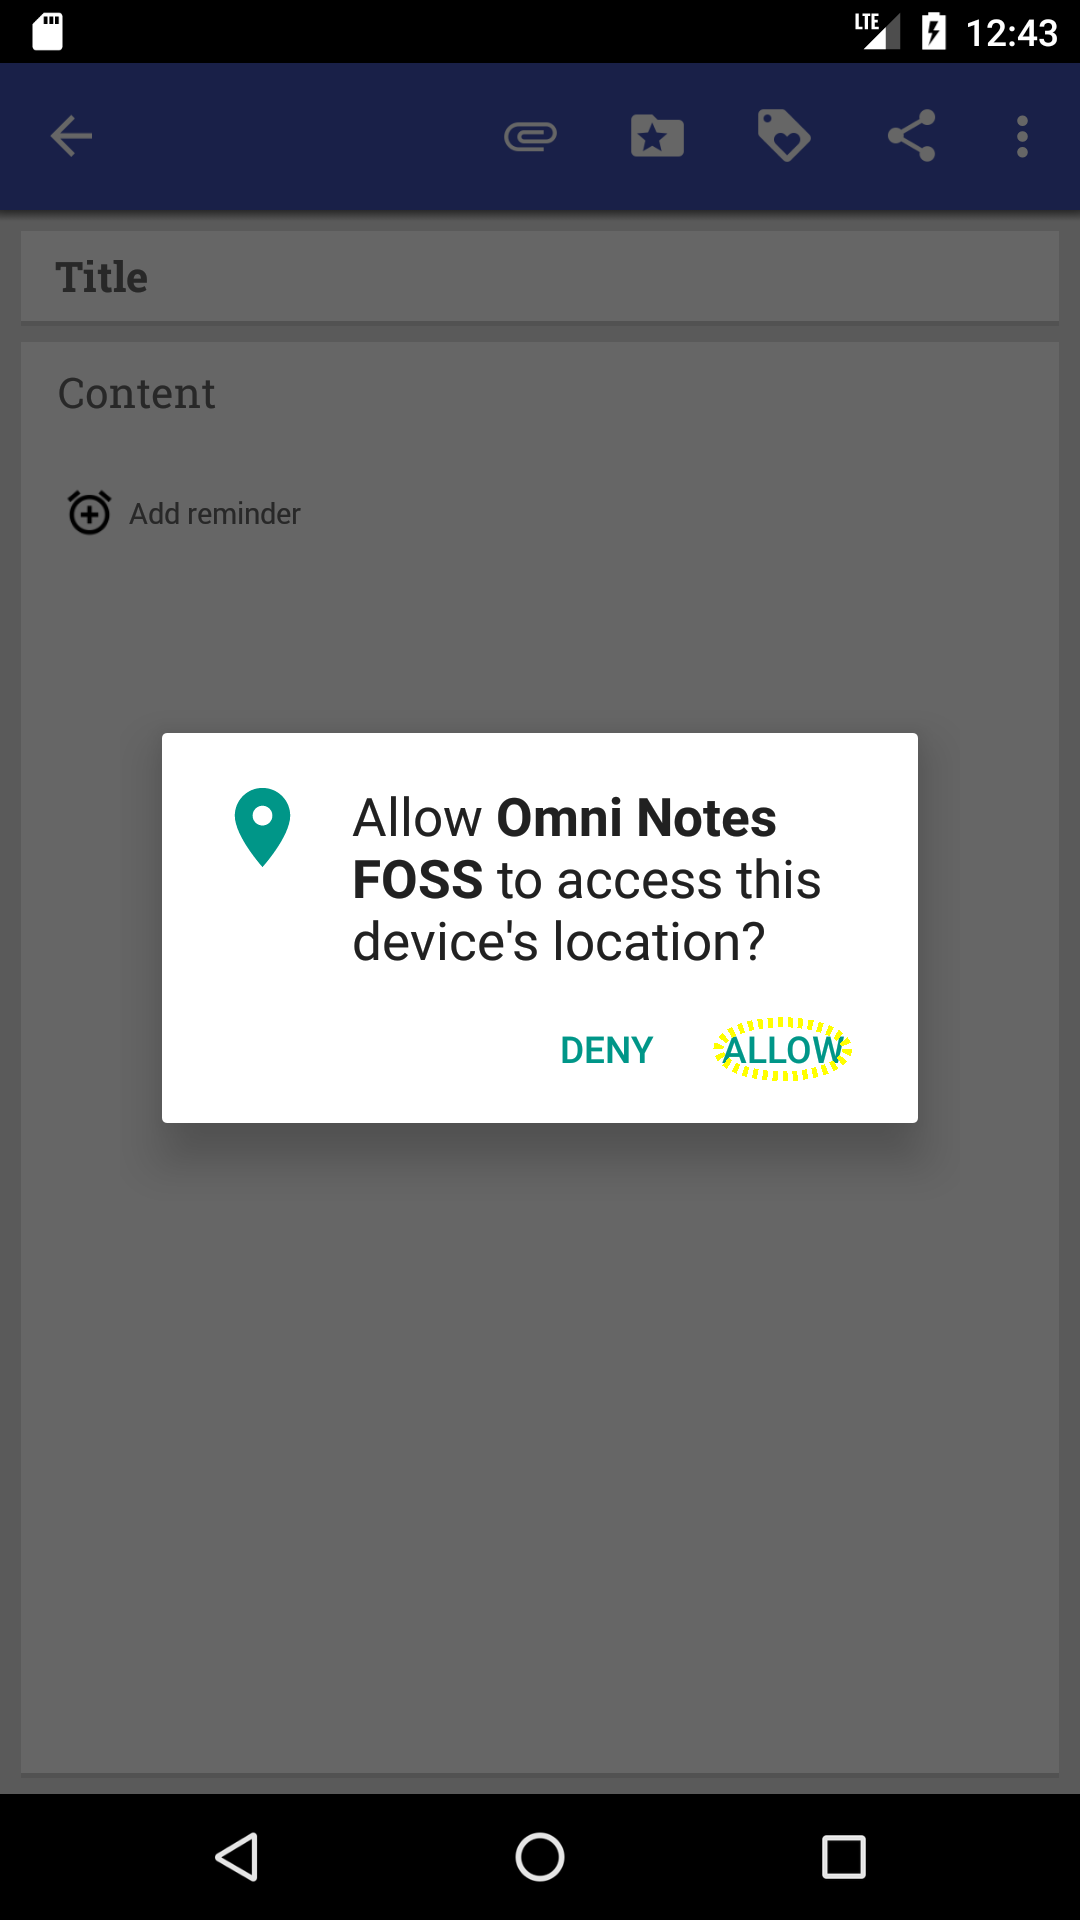 LTE 12:43
Title
Content
Add reminder
Allow Omni Notes
FOSS to access this
device's location?
DENY ALLOW